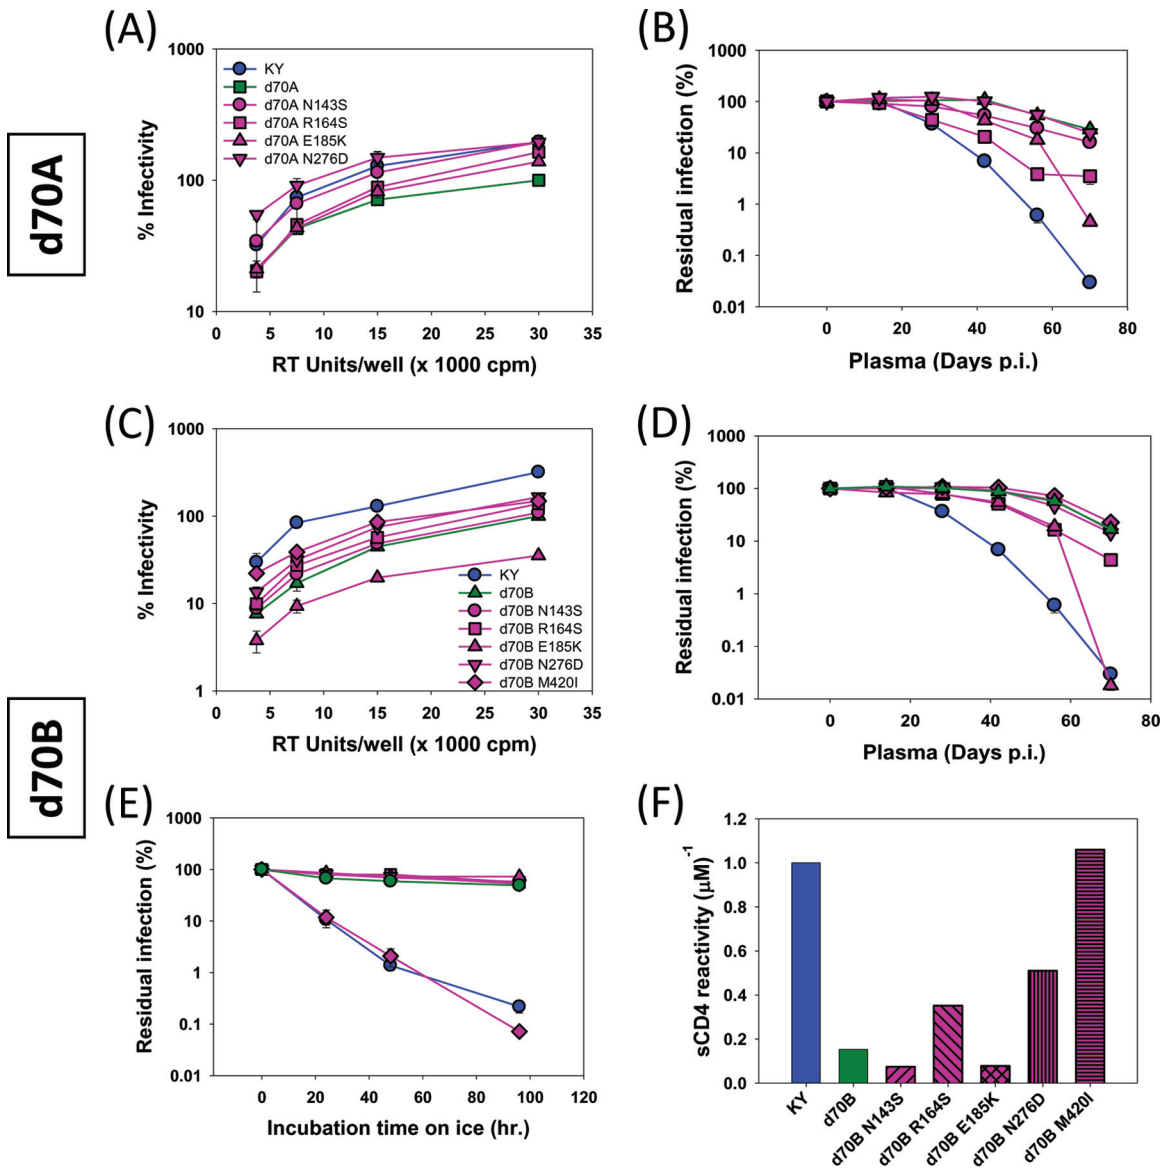 (A)
1000
100
10
% Infectivity
KY
d70A
d70A N143S
d70A R164S
d70A E185K
d70A N276D
0 5 10 15 20 25 30 35
RT Units/well (x 1000 cpm)
(B)
1000
100
10
1
0.1
0.01
Residual infection (%)
0 20 40 60 80
Plasma (Days p.i.)
d70A
(C)
1000
100
10
1
% Infectivity
KY
d70B
d70B N143S
d70B R164S
d70B E185K
d70B N276D
d70B M420I
0 5 10 15 20 25 30 35
RT Units/well (x 1000 cpm)
(D)
1000
100
10
1
0.1
0.01
Residual infection (%)
0 20 40 60 80
Plasma (Days p.i.)
d70B
(E)
1000
100
10
1
0.1
0.01
Residual infection (%)
0 20 40 60 80 100 120
Incubation time on ice (hr.)
(F)
1.2
1.0
0.8
0.6
0.4
0.2
0.0
sCD4 reactivity (μM)-1
KY
d70B
d70B N143S
d70B R164S
d70B E185K
d70B N276D
d70B M420I